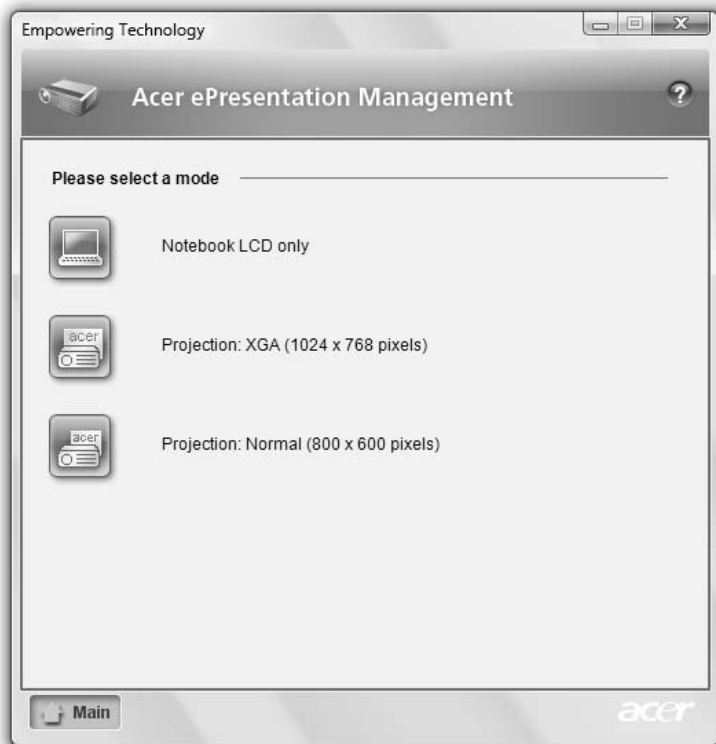 Empowering Technology
Acer ePresentation Management
?
Please select a mode
Notebook LCD only
acer
Projection: XGA (1024 x 768 pixels)
acer
Projection: Normal (800 x 600 pixels)
Main
acer